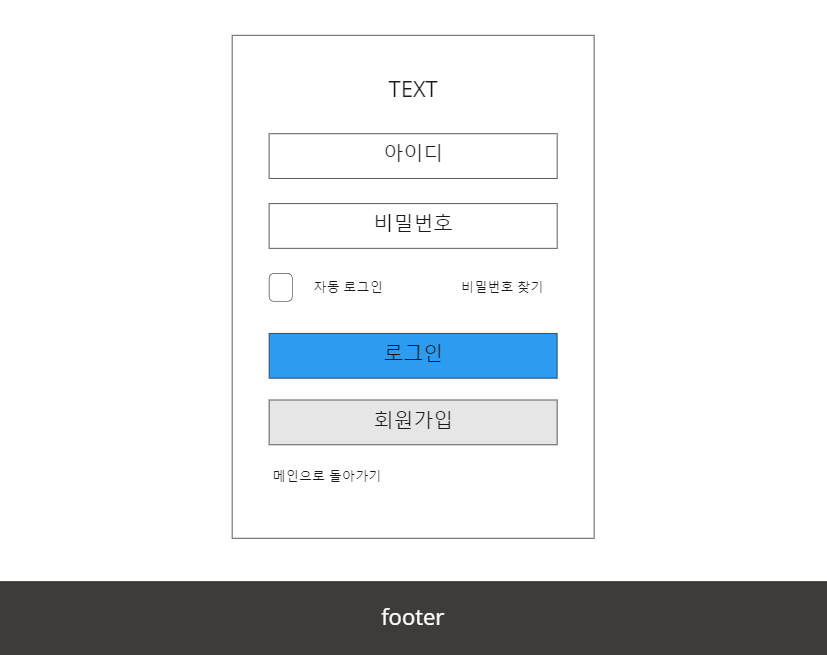 TEXT
아이디
비밀번호
자동 로그인 비밀번호 찾기
로그인
회원가입
메인으로 돌아가기
footer